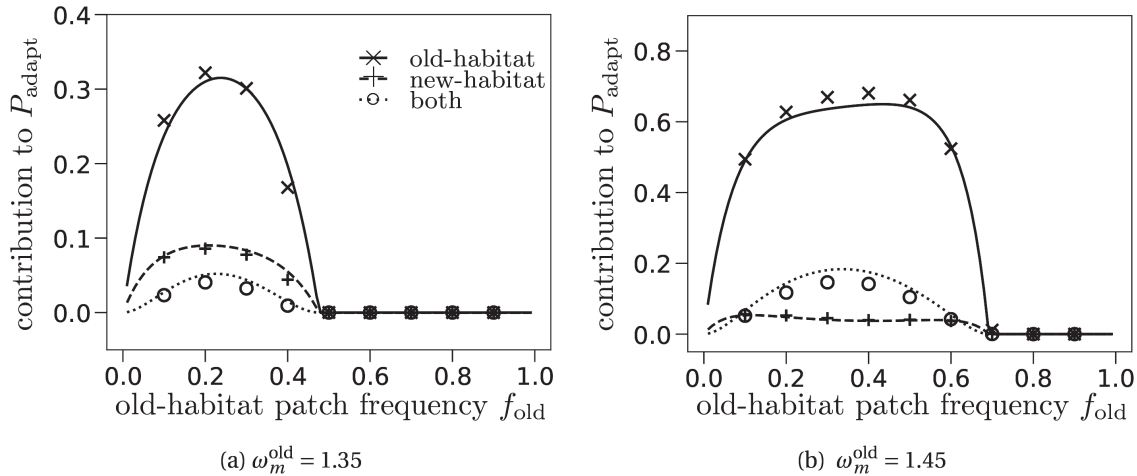 contribution to P_adapt
0.4
0.3
0.2
0.1
0.0
old-habitat
new-habitat
both
0.0 0.2 0.4 0.6 0.8 1.0
old-habitat patch frequency f_old
(a) ω_m^old = 1.35
contribution to P_adapt
0.8
0.6
0.4
0.2
0.0
0.0 0.2 0.4 0.6 0.8 1.0
old-habitat patch frequency f_old
(b) ω_m^old = 1.45